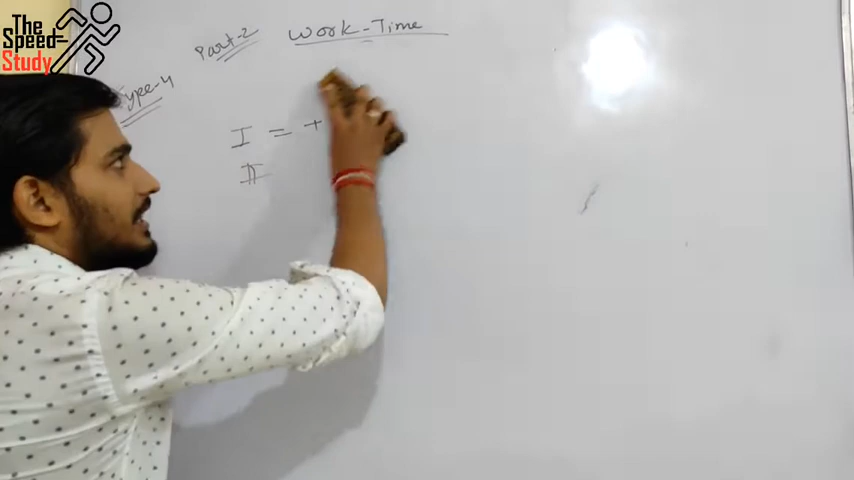 The
Speed
Study
Part-2 Work-Time
Type-4
I = +
II